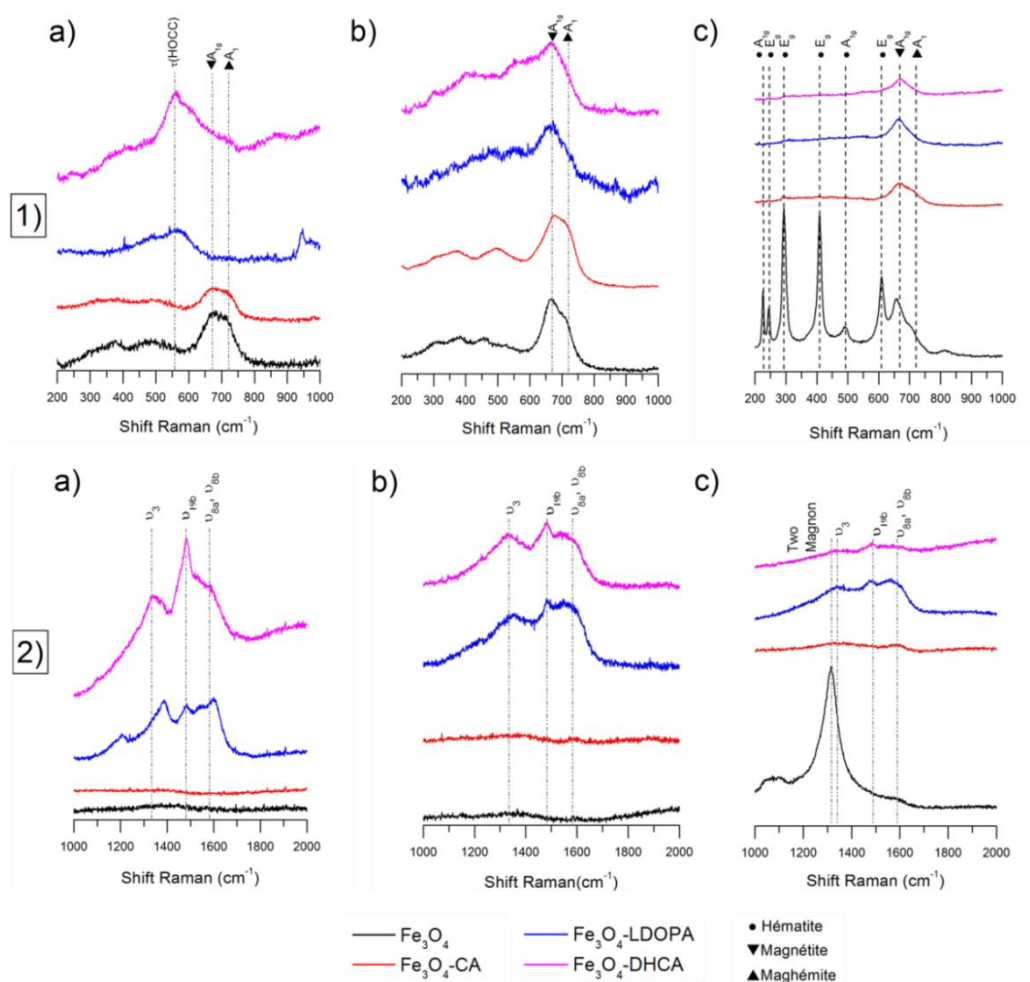 a)
b)
c)
τ(HOCC)
▼A₁g
▲A₁
▼A₁g
▲A₁
● A₁g
● Eg
● Eg
● Eg
● A₁g
● Eg
▼ A₁g
▲ A₁
1)
200 300 400 500 600 700 800 900 1000
200 300 400 500 600 700 800 900 1000
200 300 400 500 600 700 800 900 1000
Shift Raman (cm⁻¹)
Shift Raman (cm⁻¹)
Shift Raman (cm⁻¹)
a)
b)
c)
υ₃
υ₁₉b
υ₈a, υ₈b
υ₃
υ₁₉b
υ₈a, υ₈b
Two
Magnon
υ₃
υ₁₉b
υ₈a, υ₈b
2)
1000 1200 1400 1600 1800 2000
1000 1200 1400 1600 1800 2000
1000 1200 1400 1600 1800 2000
Shift Raman (cm⁻¹)
Shift Raman(cm⁻¹)
Shift Raman (cm⁻¹)
Fe₃O₄
Fe₃O₄-LDOPA
● Hématite
Fe₃O₄-CA
Fe₃O₄-DHCA
▼ Magnétite
▲ Maghémite